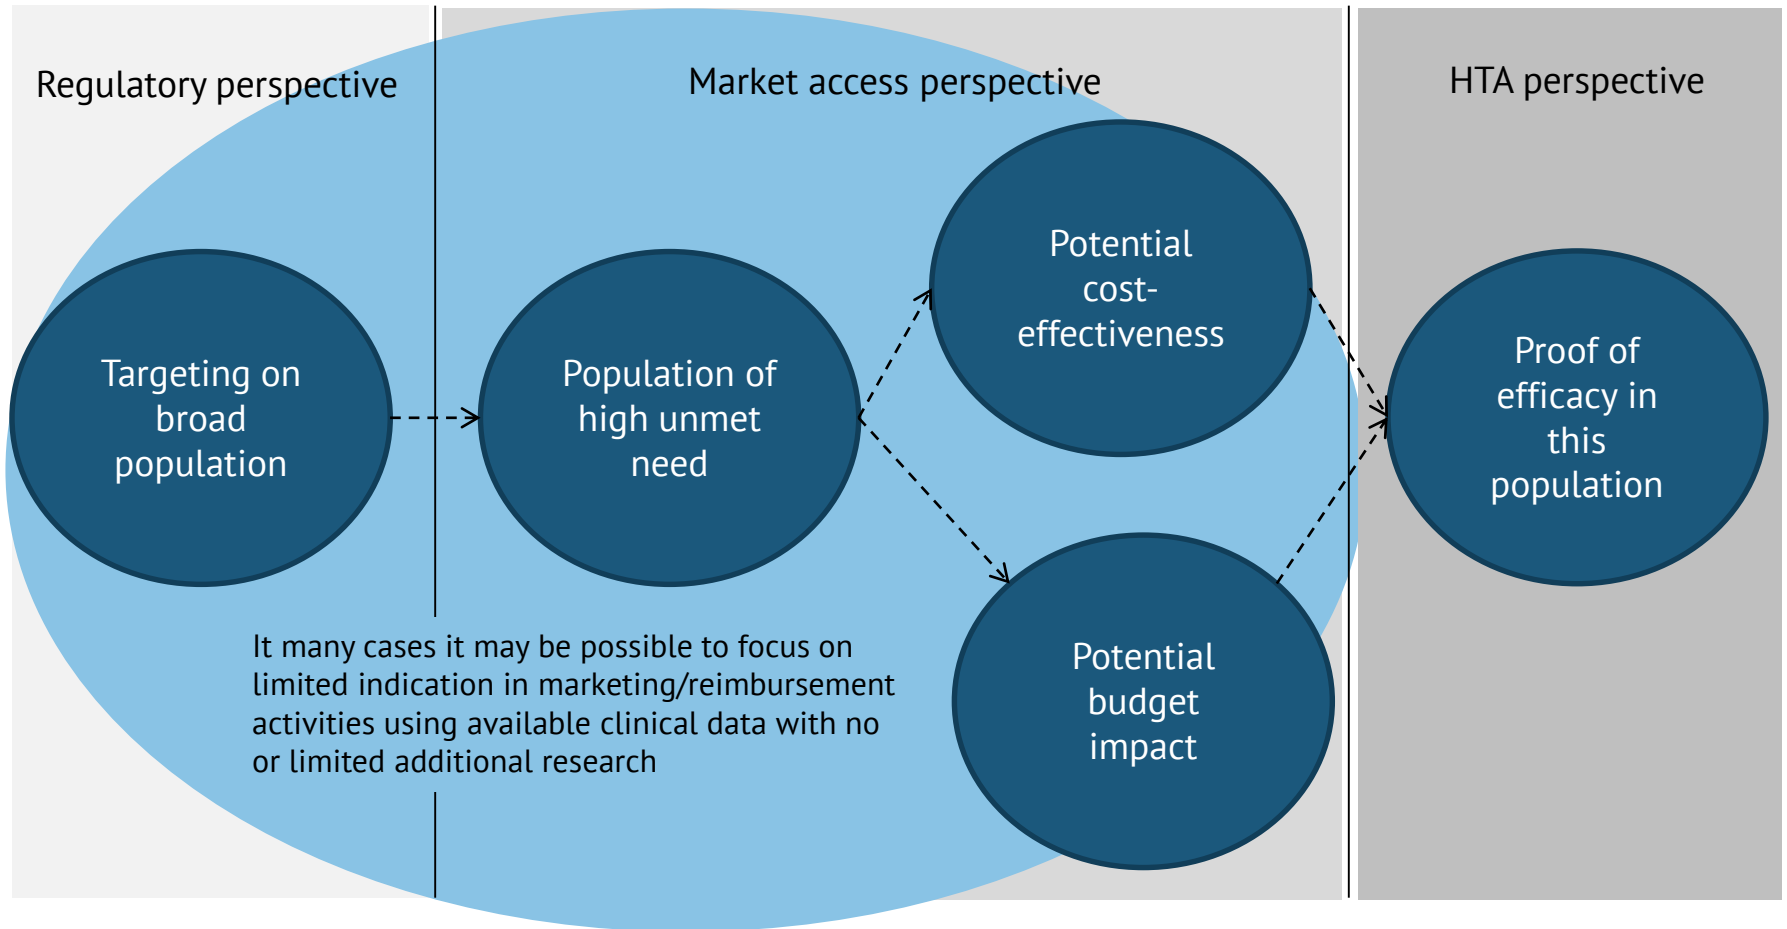 Regulatory perspective
Market access perspective
HTA perspective
Targeting on
broad
population
Population of
high unmet
need
Potential
cost-
effectiveness
Potential
budget
impact
Proof of
efficacy in
this
population
It many cases it may be possible to focus on
limited indication in marketing/reimbursement
activities using available clinical data with no
or limited additional research